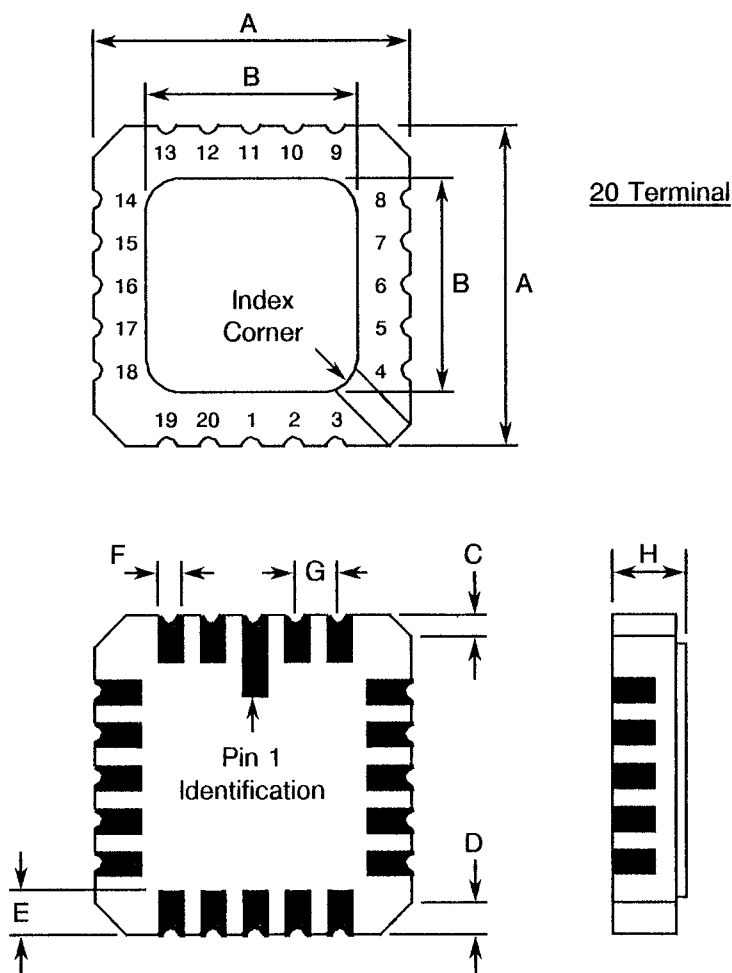 A
B
13 12 11 10 9
14 8
20 Terminal
15 7
16 6
B A
Index
Corner
17 5
18 4
19 20 1 2 3
F G C H
Pin 1
Identification
D
E